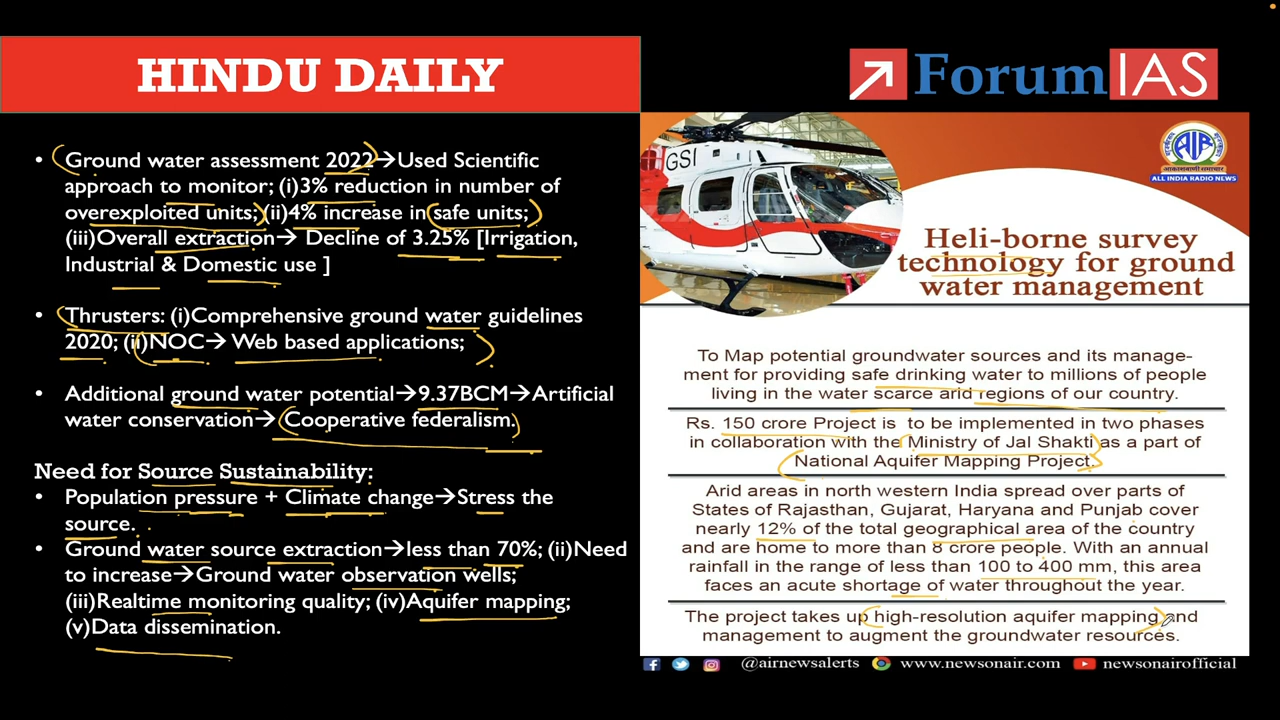 HINDU DAILY
ForumIAS
• Ground water assessment 2022→Used Scientific
approach to monitor; (i)3% reduction in number of
overexploited units; (ii)4% increase in safe units;
(iii)Overall extraction→ Decline of 3.25% [Irrigation,
Industrial & Domestic use ]
• Thrusters: (i)Comprehensive ground water guidelines
2020; (ii)NOC→ Web based applications;
• Additional ground water potential→9.37BCM→Artificial
water conservation→ Cooperative federalism.
Need for Source Sustainability:
• Population pressure + Climate change→Stress the
source.
• Ground water source extraction→less than 70%; (ii)Need
to increase→Ground water observation wells;
(iii)Realtime monitoring quality; (iv)Aquifer mapping;
(v)Data dissemination.
GSI
AIR
आकाशवाणी समाचार
ALL INDIA RADIO NEWS
Heli-borne survey
technology for ground
water management
To Map potential groundwater sources and its manage-
ment for providing safe drinking water to millions of people
living in the water scarce arid regions of our country.
Rs. 150 crore Project is to be implemented in two phases
in collaboration with the Ministry of Jal Shakti as a part of
National Aquifer Mapping Project.
Arid areas in north western India spread over parts of
States of Rajasthan, Gujarat, Haryana and Punjab cover
nearly 12% of the total geographical area of the country
and are home to more than 8 crore people. With an annual
rainfall in the range of less than 100 to 400 mm, this area
faces an acute shortage of water throughout the year.
The project takes up high-resolution aquifer mapping and
management to augment the groundwater resources.
@airnewsalerts www.newsonair.com newsonairofficial